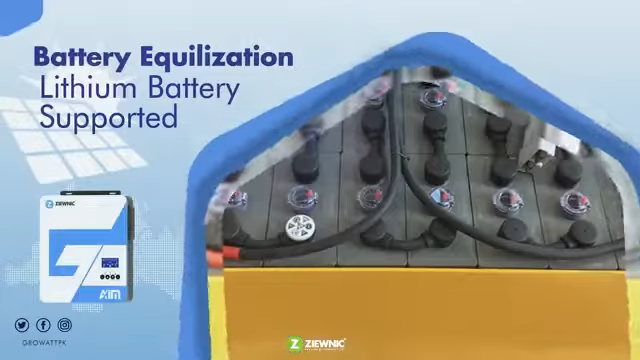 Battery Equilization
Lithium Battery
Supported
ZIEWNIC
AIM
GROWATTPK
ZIEWNIC